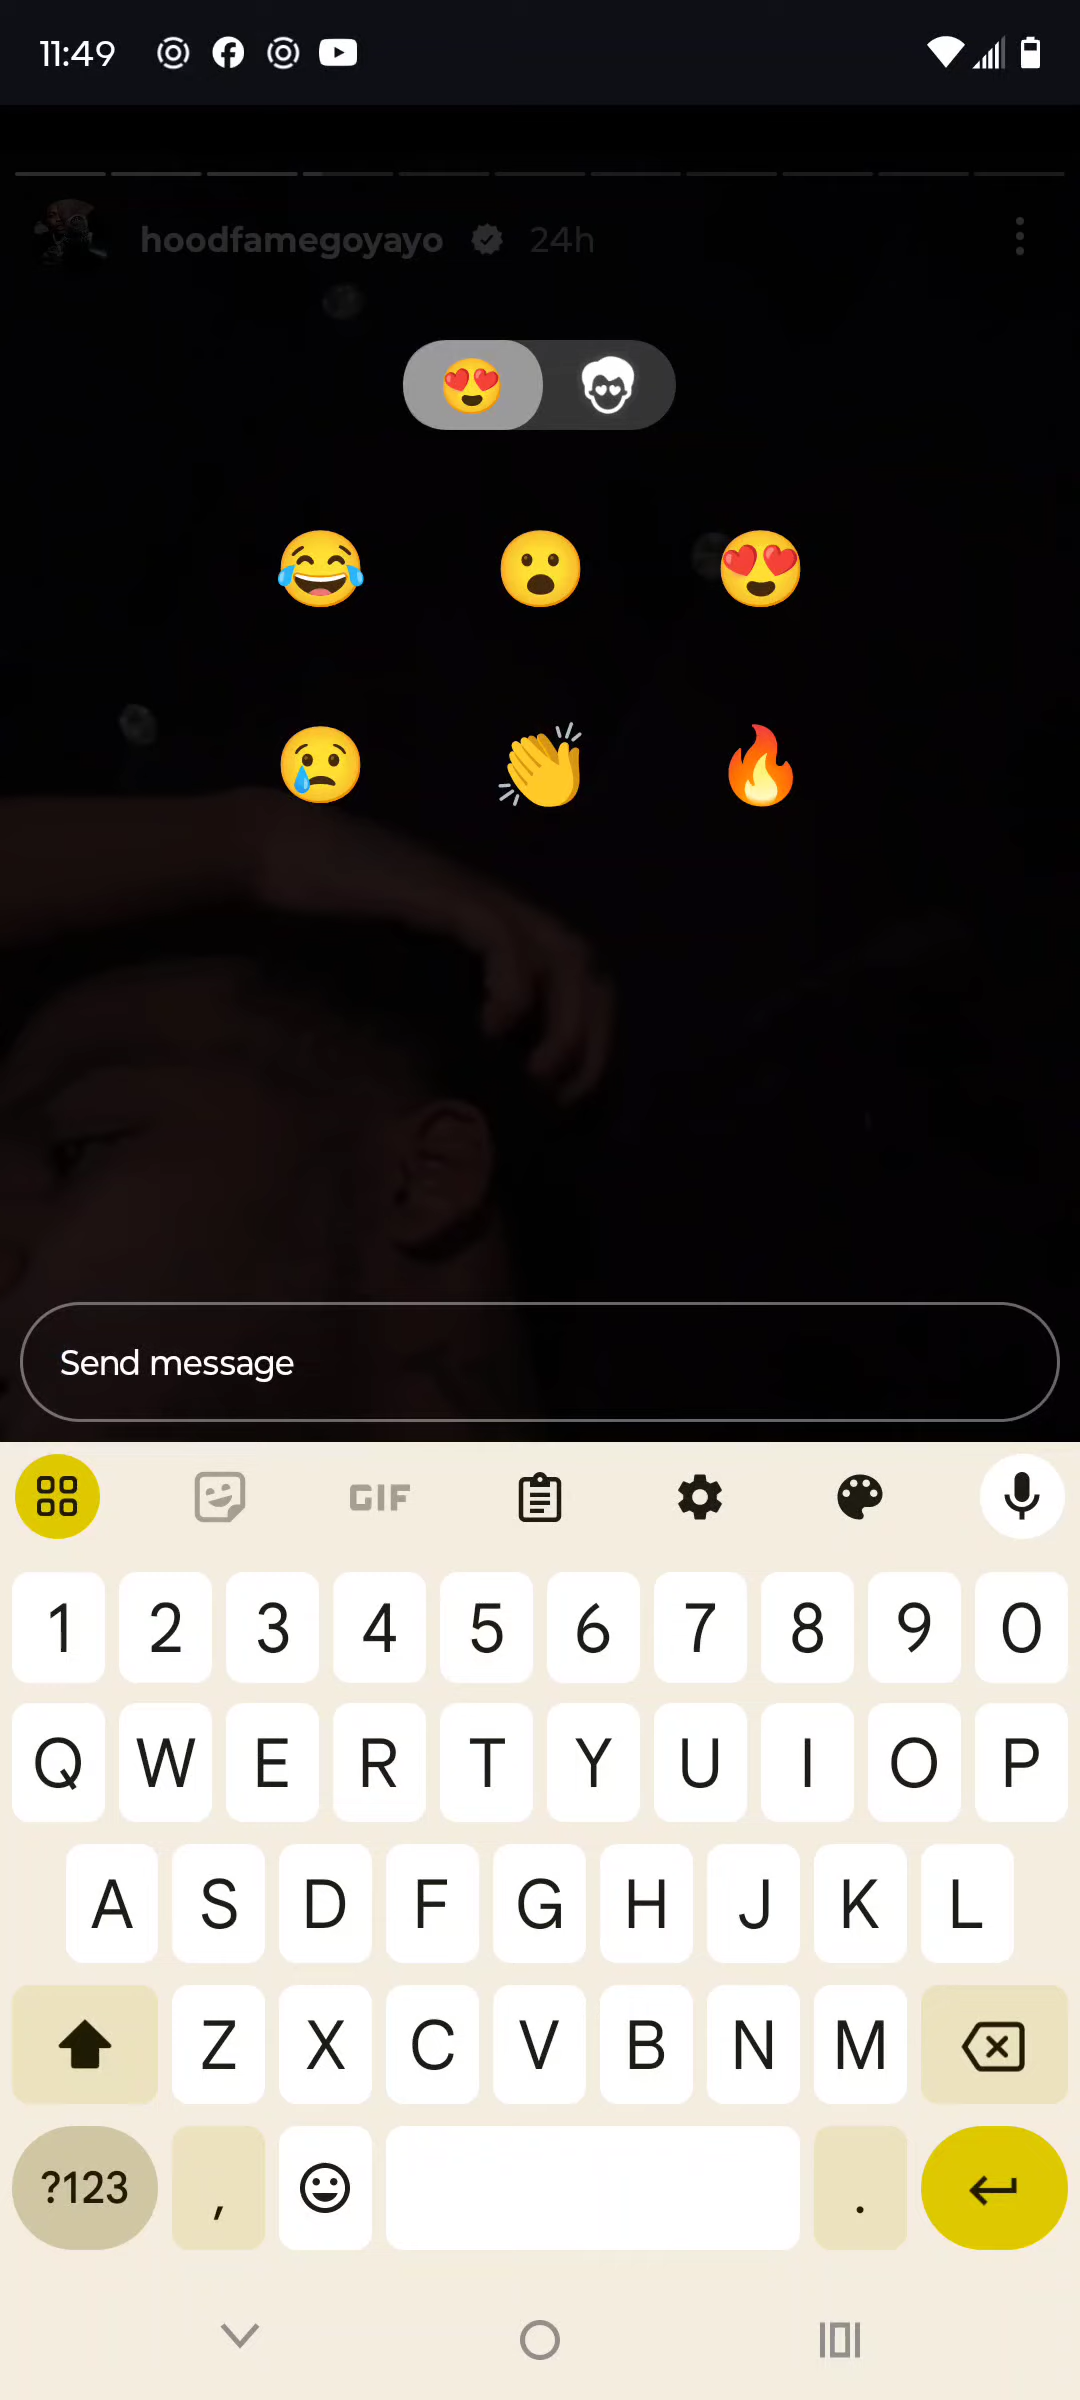 11:49
hoodfamegoyayo 24h
Send message
GIF
1 2 3 4 5 6 7 8 9 0
Q W E R T Y U I O P
A S D F G H J K L
Z X C V B N M
?123 , .